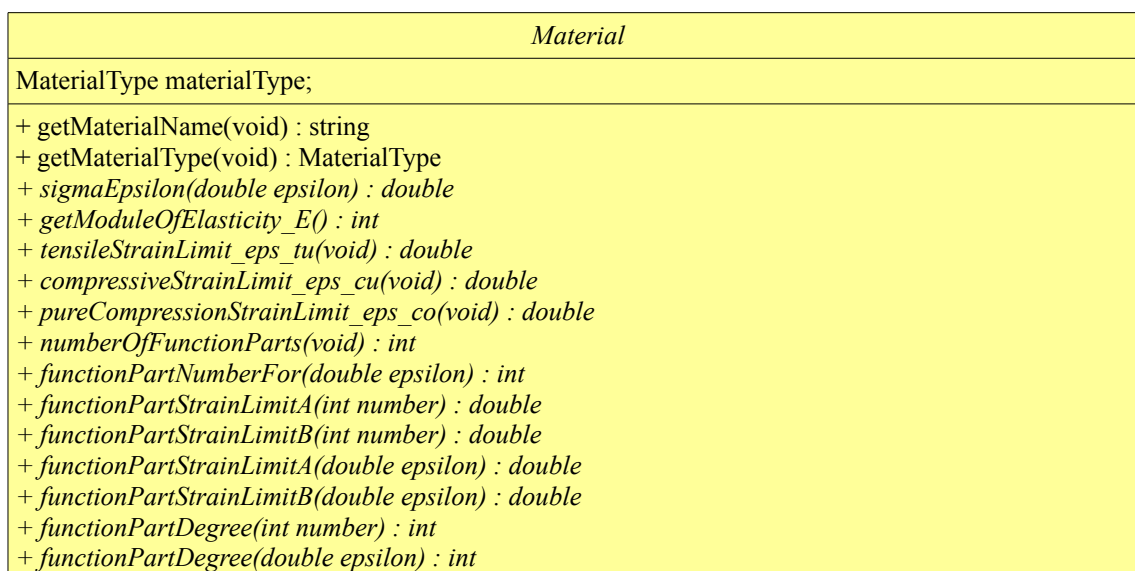 Material
MaterialType materialType;
+ getMaterialName(void) : string
+ getMaterialType(void) : MaterialType
+ sigmaEpsilon(double epsilon) : double
+ getModuleOfElasticity_E() : int
+ tensileStrainLimit_eps_tu(void) : double
+ compressiveStrainLimit_eps_cu(void) : double
+ pureCompressionStrainLimit_eps_co(void) : double
+ numberOfFunctionParts(void) : int
+ functionPartNumberFor(double epsilon) : int
+ functionPartStrainLimitA(int number) : double
+ functionPartStrainLimitB(int number) : double
+ functionPartStrainLimitA(double epsilon) : double
+ functionPartStrainLimitB(double epsilon) : double
+ functionPartDegree(int number) : int
+ functionPartDegree(double epsilon) : int